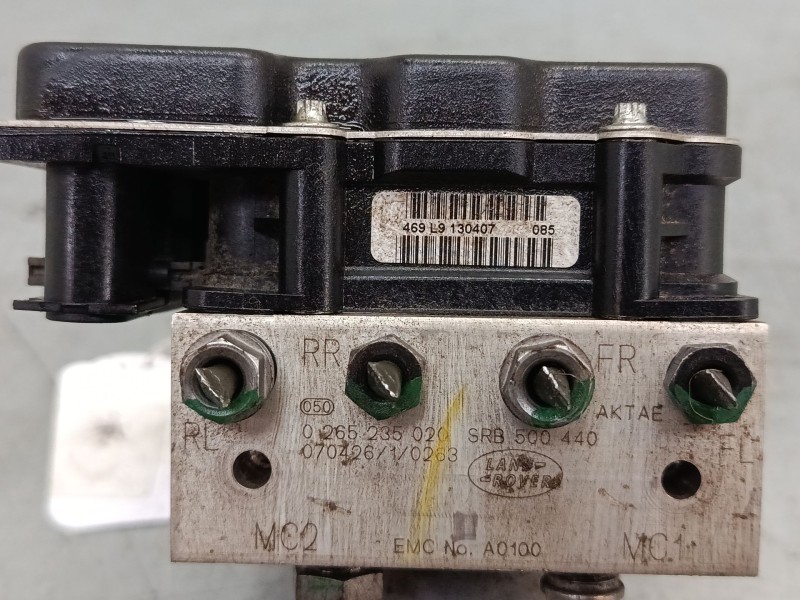 469 L9 130407 085
RR FR
050 AKTAE
RL 0 265 235 020 SRB 500 440 FL
070426/1/0263 LAND-
-ROVER
MC2 EMC No. A0100 MC1